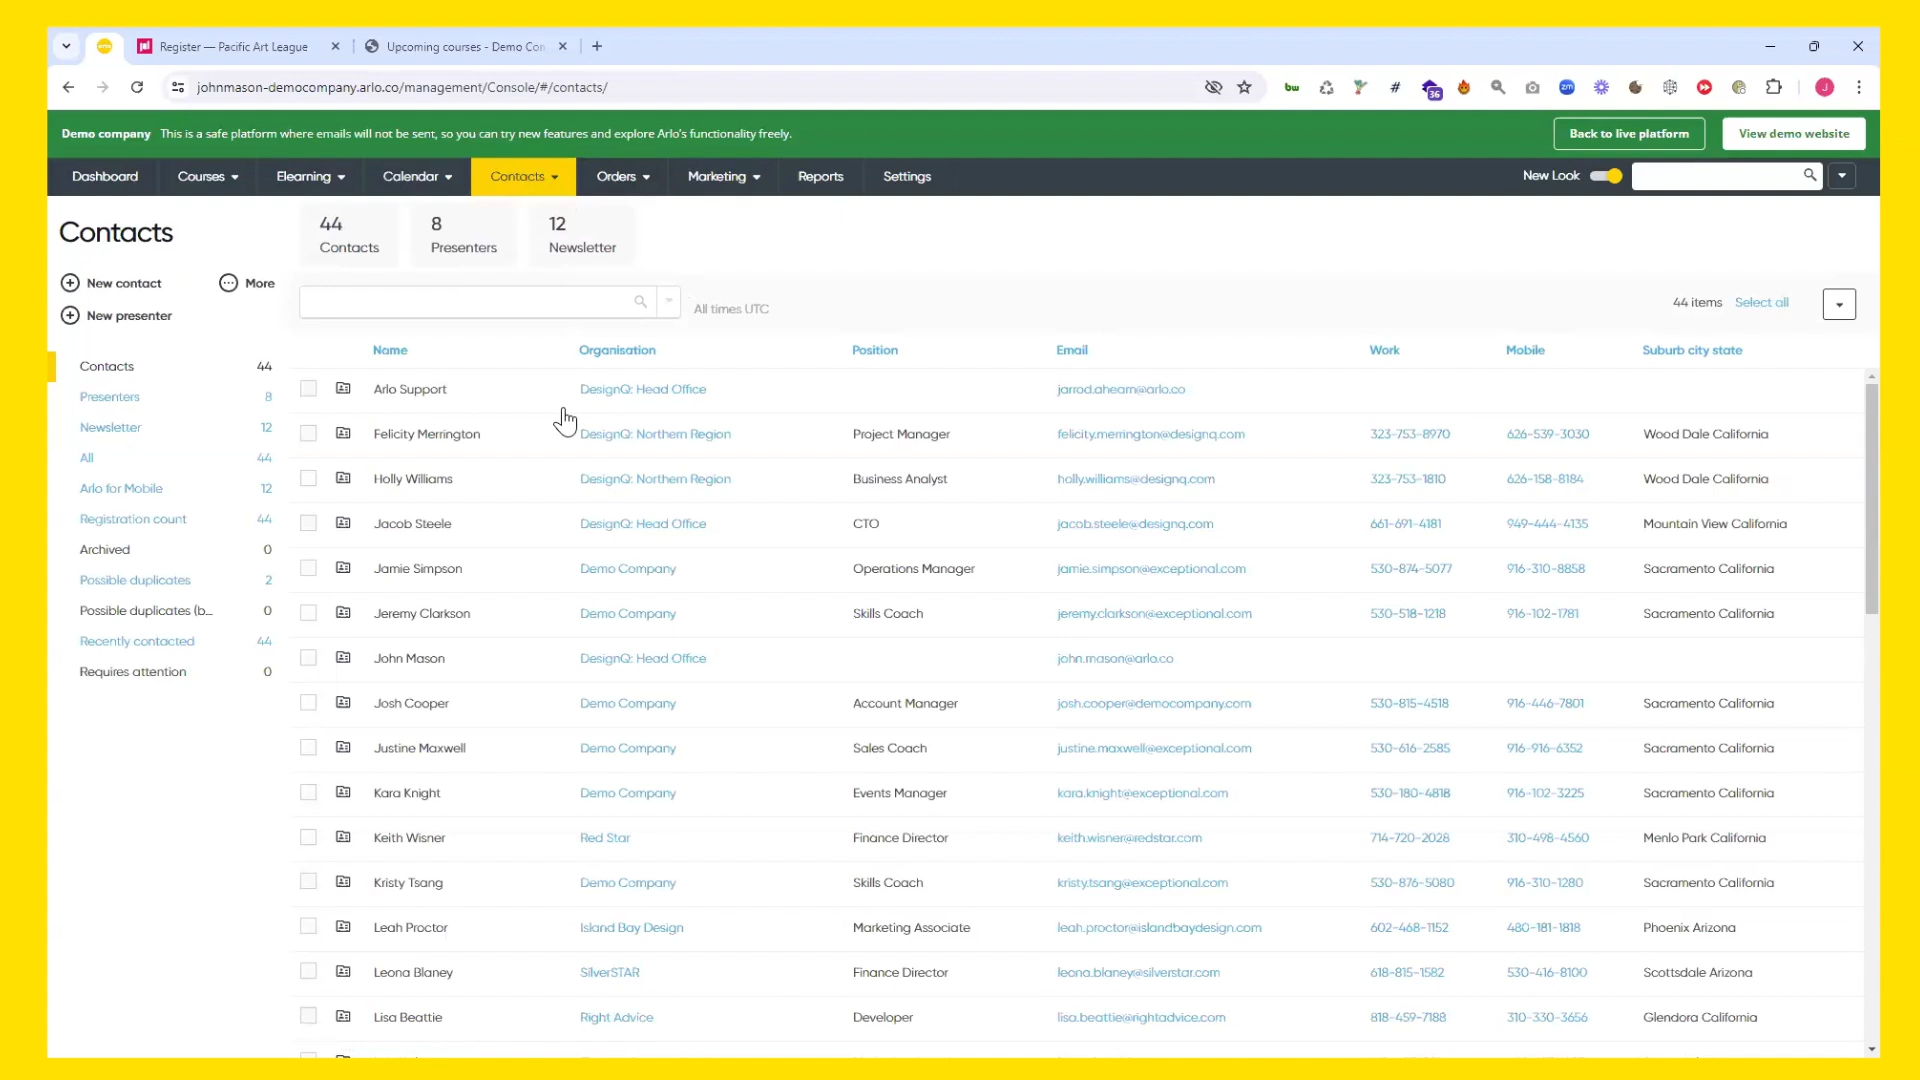 Register — Pacific Art League
Upcoming courses - Demo Con
johnmason-democompany.arlo.co/management/Console/#/contacts/
bw
#
36
zm
J
Demo company This is a safe platform where emails will not be sent, so you can try new features and explore Arlo's functionality freely.
Back to live platform
View demo website
Dashboard Courses Elearning Calendar Contacts Orders Marketing Reports Settings
New Look
Contacts
44 Contacts
8 Presenters
12 Newsletter
New contact
More
New presenter
All times UTC
44 items Select all
Contacts 44
Presenters 8
Newsletter 12
All 44
Arlo for Mobile 12
Registration count 44
Archived 0
Possible duplicates 2
Possible duplicates (b... 0
Recently contacted 44
Requires attention 0
Name Organisation Position Email Work Mobile Suburb city state
Arlo Support DesignQ: Head Office jarrod.ahearn@arlo.co
Felicity Merrington DesignQ: Northern Region Project Manager felicity.merrington@designq.com 323-753-8970 626-539-3030 Wood Dale California
Holly Williams DesignQ: Northern Region Business Analyst holly.williams@designq.com 323-753-1810 626-158-8184 Wood Dale California
Jacob Steele DesignQ: Head Office CTO jacob.steele@designq.com 661-691-4181 949-444-4135 Mountain View California
Jamie Simpson Demo Company Operations Manager jamie.simpson@exceptional.com 530-874-5077 916-310-8858 Sacramento California
Jeremy Clarkson Demo Company Skills Coach jeremy.clarkson@exceptional.com 530-518-1218 916-102-1781 Sacramento California
John Mason DesignQ: Head Office john.mason@arlo.co
Josh Cooper Demo Company Account Manager josh.cooper@democompany.com 530-815-4518 916-446-7801 Sacramento California
Justine Maxwell Demo Company Sales Coach justine.maxwell@exceptional.com 530-616-2585 916-916-6352 Sacramento California
Kara Knight Demo Company Events Manager kara.knight@exceptional.com 530-180-4818 916-102-3225 Sacramento California
Keith Wisner Red Star Finance Director keith.wisner@redstar.com 714-720-2028 310-498-4560 Menlo Park California
Kristy Tsang Demo Company Skills Coach kristy.tsang@exceptional.com 530-876-5080 916-310-1280 Sacramento California
Leah Proctor Island Bay Design Marketing Associate leah.proctor@islandbaydesign.com 602-468-1152 480-181-1818 Phoenix Arizona
Leona Blaney SilverSTAR Finance Director leona.blaney@silverstar.com 618-815-1582 530-416-8100 Scottsdale Arizona
Lisa Beattie Right Advice Developer lisa.beattie@rightadvice.com 818-459-7188 310-330-3656 Glendora California